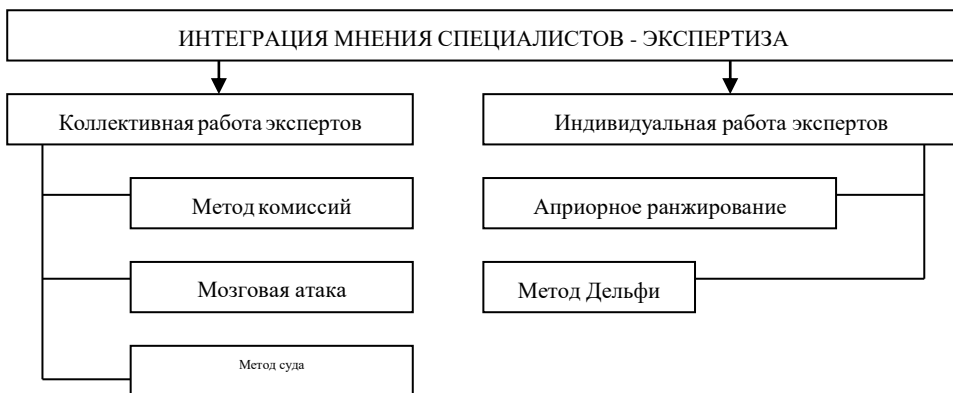 ИНТЕГРАЦИЯ МНЕНИЯ СПЕЦИАЛИСТОВ - ЭКСПЕРТИЗА
Коллективная работа экспертов
Индивидуальная работа экспертов
Метод комиссий
Априорное ранжирование
Мозговая атака
Метод Дельфи
Метод суда